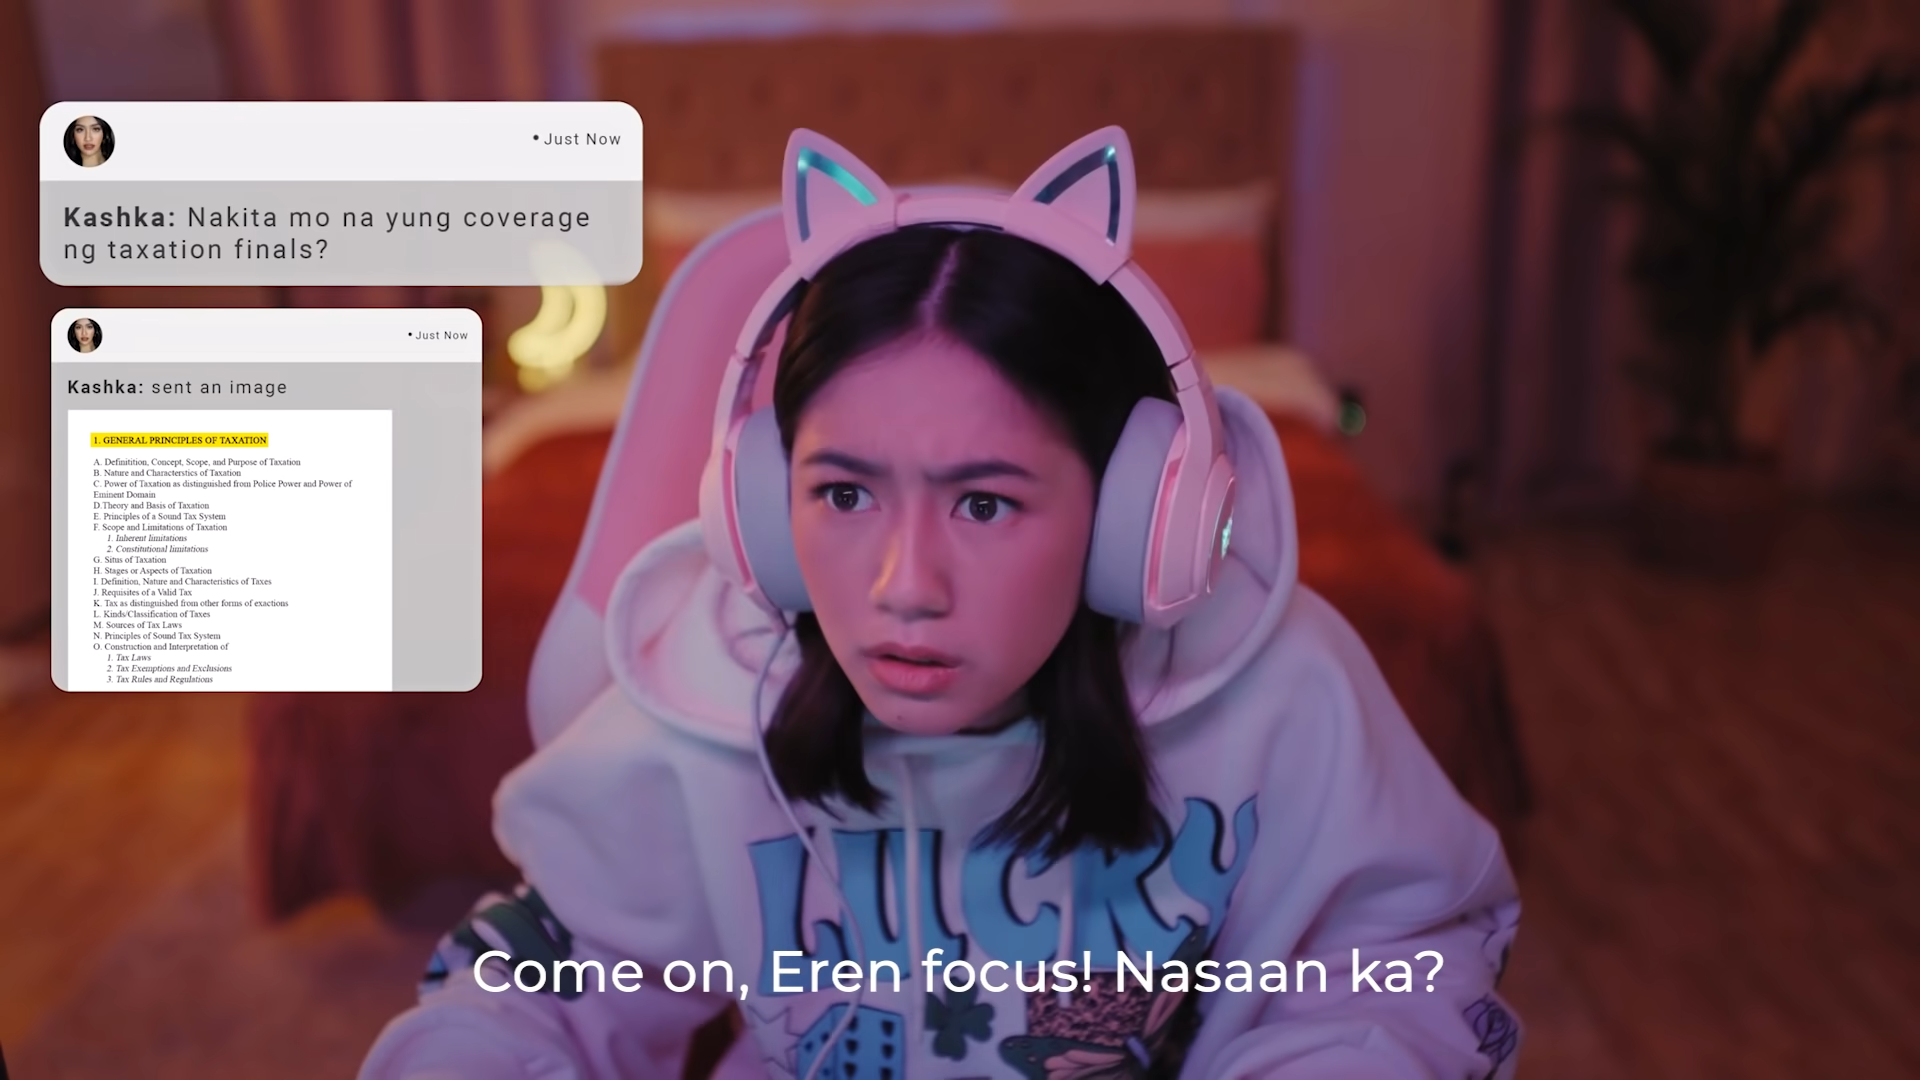 • Just Now
Kashka: Nakita mo na yung coverage
ng taxation finals?
• Just Now
Kashka: sent an image
1. GENERAL PRINCIPLES OF TAXATION
A. Definitition, Concept, Scope, and Purpose of Taxation
B. Nature and Characterstics of Taxation
C. Power of Taxation as distinguished from Police Power and Power of
Eminent Domain
D.Theory and Basis of Taxation
E. Principles of a Sound Tax System
F. Scope and Limitations of Taxation
1. Inherent limitations
2. Constitutional limitations
G. Situs of Taxation
H. Stages or Aspects of Taxation
I. Definition, Nature and Characteristics of Taxes
J. Requisites of a Valid Tax
K. Tax as distinguished from other forms of exactions
L. Kinds/Classification of Taxes
M. Sources of Tax Laws
N. Principles of Sound Tax System
O. Construction and Interpretation of
1. Tax Laws
2. Tax Exemptions and Exclusions
3. Tax Rules and Regulations
LUCKY
Come on, Eren focus! Nasaan ka?